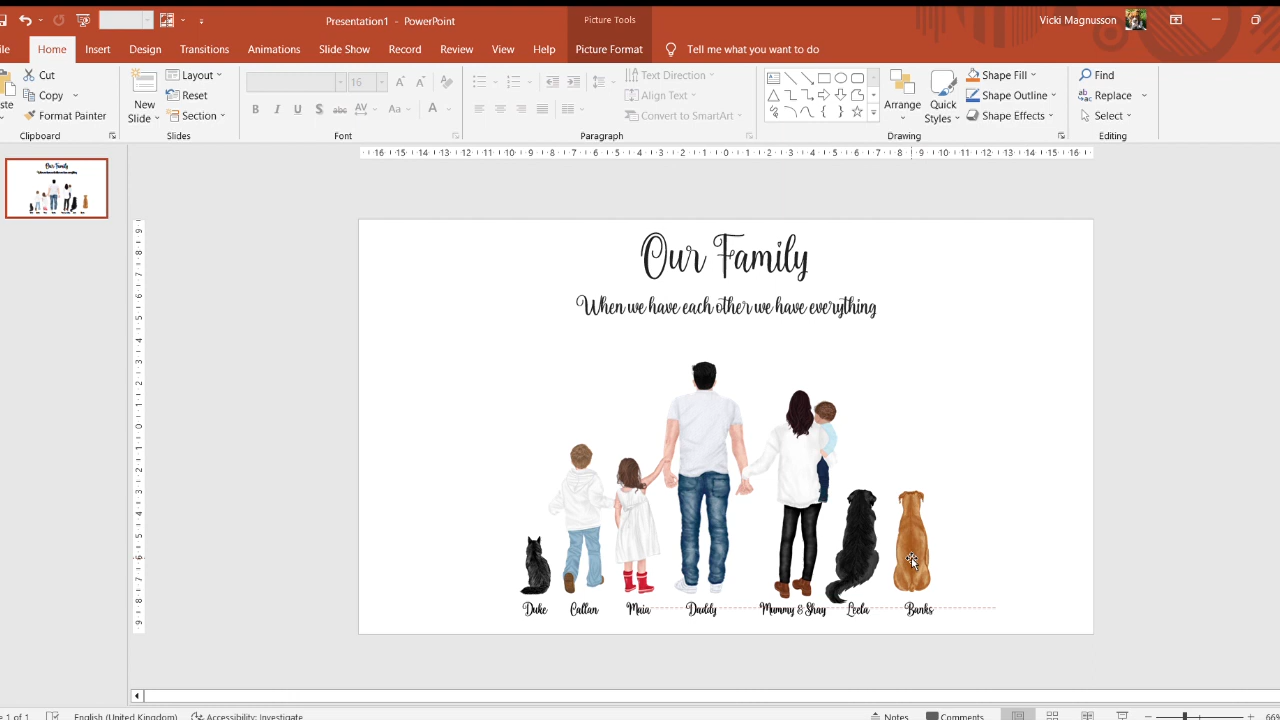 Presentation1 - PowerPoint
Picture Tools
Vicki Magnusson
Home Insert Design Transitions Animations Slide Show Record Review View Help Picture Format Tell me what you want to do
Cut
Copy
Format Painter
Clipboard
New
Slide
Layout
Reset
Section
Slides
16
Font
Text Direction
Align Text
Convert to SmartArt
Paragraph
Arrange
Quick
Styles
Shape Fill
Shape Outline
Shape Effects
Drawing
Find
Replace
Select
Editing
Our Family
When we have each other we have everything
Duke Callan Maia Daddy Mummy & Shay Leela Banks
English (United Kingdom) Accessibility: Investigate Notes Comments